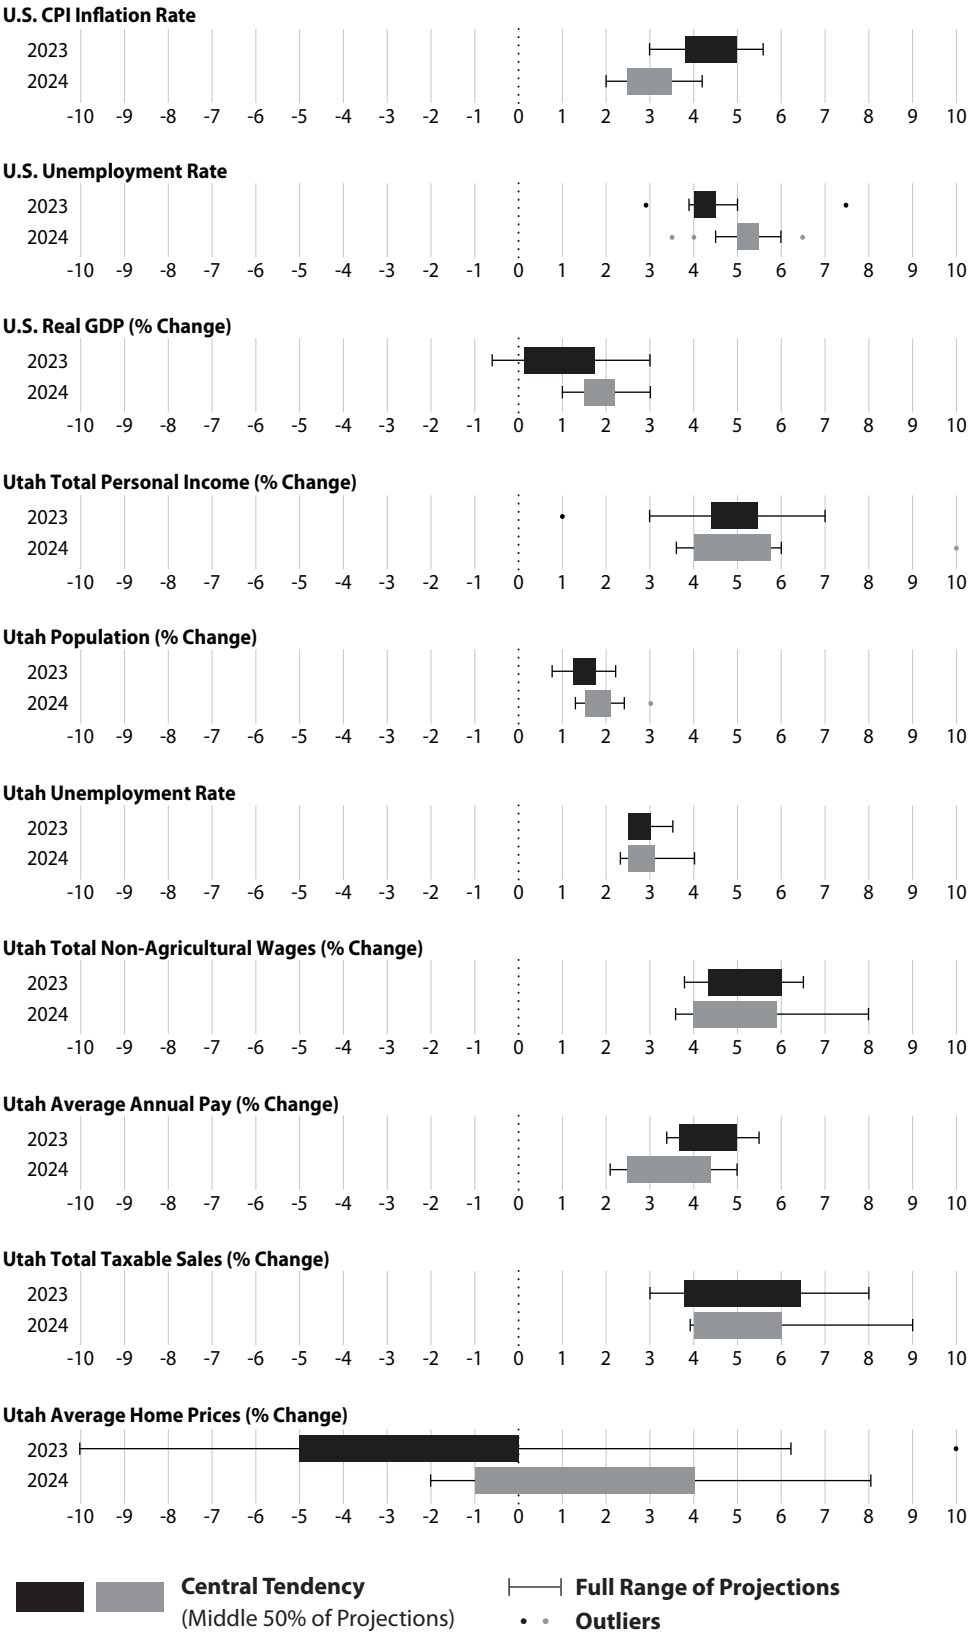 U.S. CPI Inflation Rate
2023
2024
-10 -9 -8 -7 -6 -5 -4 -3 -2 -1 0 1 2 3 4 5 6 7 8 9 10
U.S. Unemployment Rate
2023
2024
-10 -9 -8 -7 -6 -5 -4 -3 -2 -1 0 1 2 3 4 5 6 7 8 9 10
U.S. Real GDP (% Change)
2023
2024
-10 -9 -8 -7 -6 -5 -4 -3 -2 -1 0 1 2 3 4 5 6 7 8 9 10
Utah Total Personal Income (% Change)
2023
2024
-10 -9 -8 -7 -6 -5 -4 -3 -2 -1 0 1 2 3 4 5 6 7 8 9 10
Utah Population (% Change)
2023
2024
-10 -9 -8 -7 -6 -5 -4 -3 -2 -1 0 1 2 3 4 5 6 7 8 9 10
Utah Unemployment Rate
2023
2024
-10 -9 -8 -7 -6 -5 -4 -3 -2 -1 0 1 2 3 4 5 6 7 8 9 10
Utah Total Non-Agricultural Wages (% Change)
2023
2024
-10 -9 -8 -7 -6 -5 -4 -3 -2 -1 0 1 2 3 4 5 6 7 8 9 10
Utah Average Annual Pay (% Change)
2023
2024
-10 -9 -8 -7 -6 -5 -4 -3 -2 -1 0 1 2 3 4 5 6 7 8 9 10
Utah Total Taxable Sales (% Change)
2023
2024
-10 -9 -8 -7 -6 -5 -4 -3 -2 -1 0 1 2 3 4 5 6 7 8 9 10
Utah Average Home Prices (% Change)
2023
2024
-10 -9 -8 -7 -6 -5 -4 -3 -2 -1 0 1 2 3 4 5 6 7 8 9 10
Central Tendency
(Middle 50% of Projections)
Full Range of Projections
Outliers